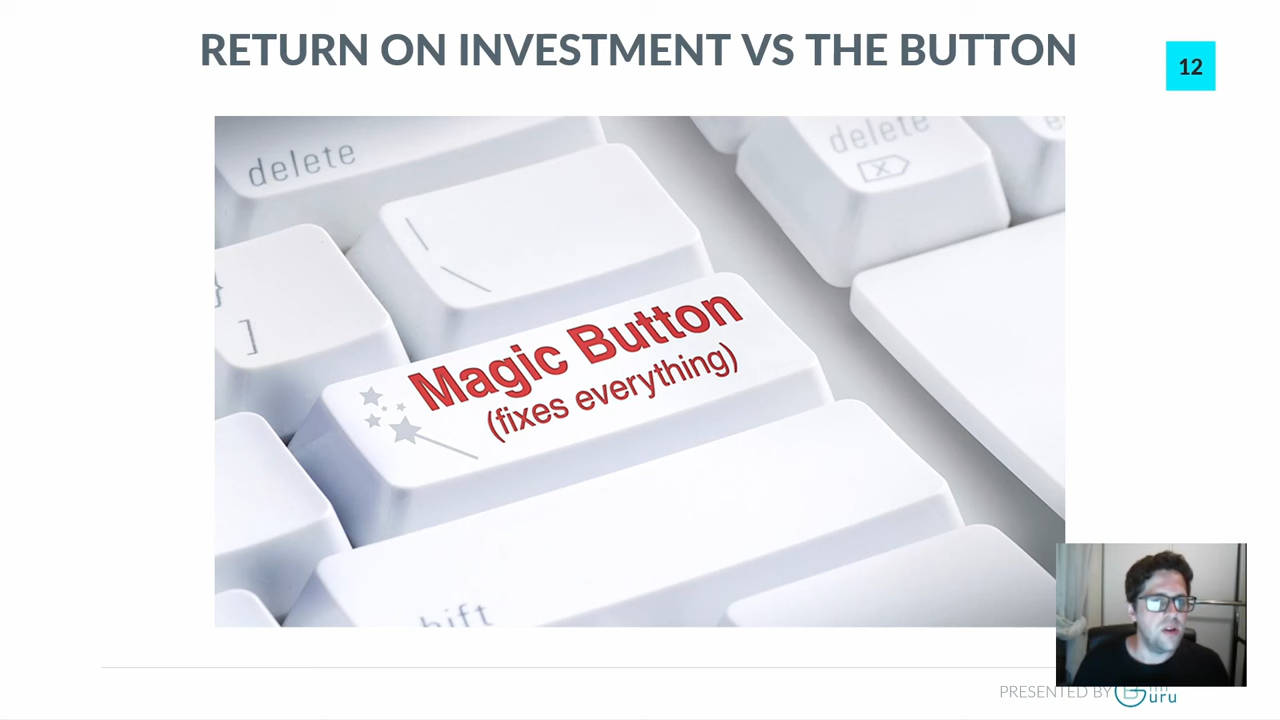 RETURN ON INVESTMENT VS THE BUTTON
12
delete
delete
}
]
|
\
Magic Button
(fixes everything)
PRESENTED BY